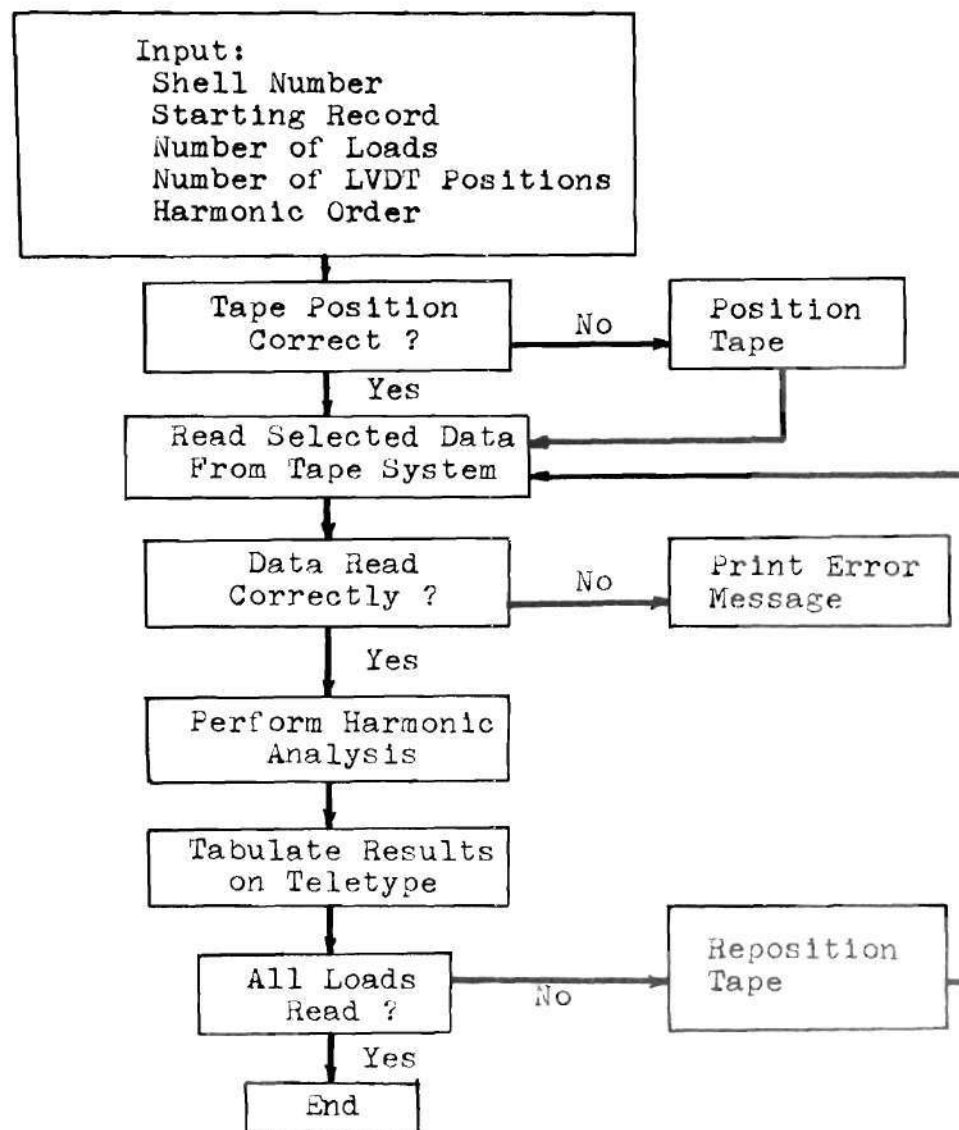 Input:
Shell Number
Starting Record
Number of Loads
Number of LVDT Positions
Harmonic Order
Tape Position
Correct ?
No
Position
Tape
Yes
Read Selected Data
From Tape System
Data Read
Correctly ?
No
Print Error
Message
Yes
Perform Harmonic
Analysis
Tabulate Results
on Teletype
All Loads
Read ?
No
Reposition
Tape
Yes
End